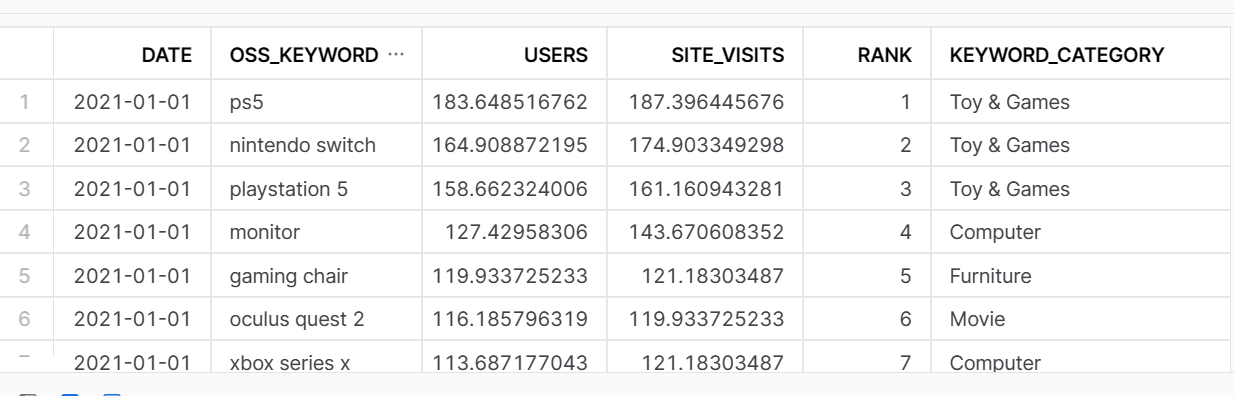 DATE OSS_KEYWORD ... USERS SITE_VISITS RANK KEYWORD_CATEGORY
1 2021-01-01 ps5 183.648516762 187.396445676 1 Toy & Games
2 2021-01-01 nintendo switch 164.908872195 174.903349298 2 Toy & Games
3 2021-01-01 playstation 5 158.662324006 161.160943281 3 Toy & Games
4 2021-01-01 monitor 127.42958306 143.670608352 4 Computer
5 2021-01-01 gaming chair 119.933725233 121.18303487 5 Furniture
6 2021-01-01 oculus quest 2 116.185796319 119.933725233 6 Movie
2021-01-01 xbox series x 113.687177043 121.18303487 7 Computer